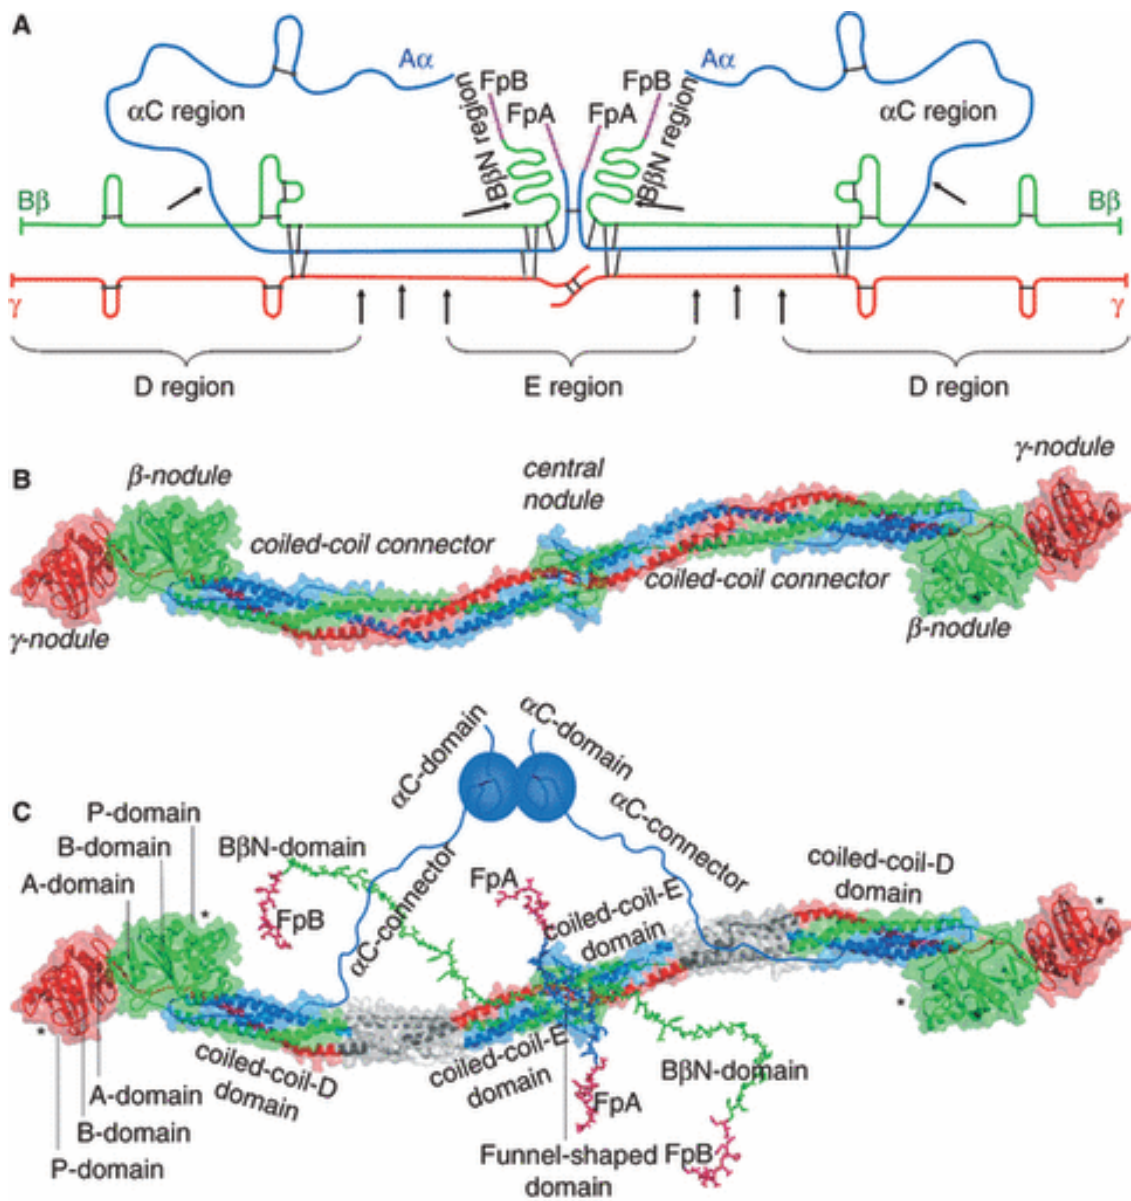 A
Aα
Aα
FpB
FpB
FpA
FpA
BβN region
BβN region
αC region
αC region
Bβ
Bβ
γ
γ
D region
E region
D region
B
β-nodule
central
nodule
γ-nodule
coiled-coil connector
coiled-coil connector
γ-nodule
β-nodule
αC-domain
αC-domain
C
αC-connector
αC-connector
P-domain
B-domain
A-domain
BβN-domain
FpB
FpA
coiled-coil-E
domain
coiled-coil-D
domain
*
*
*
*
coiled-coil-D
domain
coiled-coil-E
domain
BβN-domain
FpA
A-domain
B-domain
P-domain
Funnel-shaped
domain
FpB